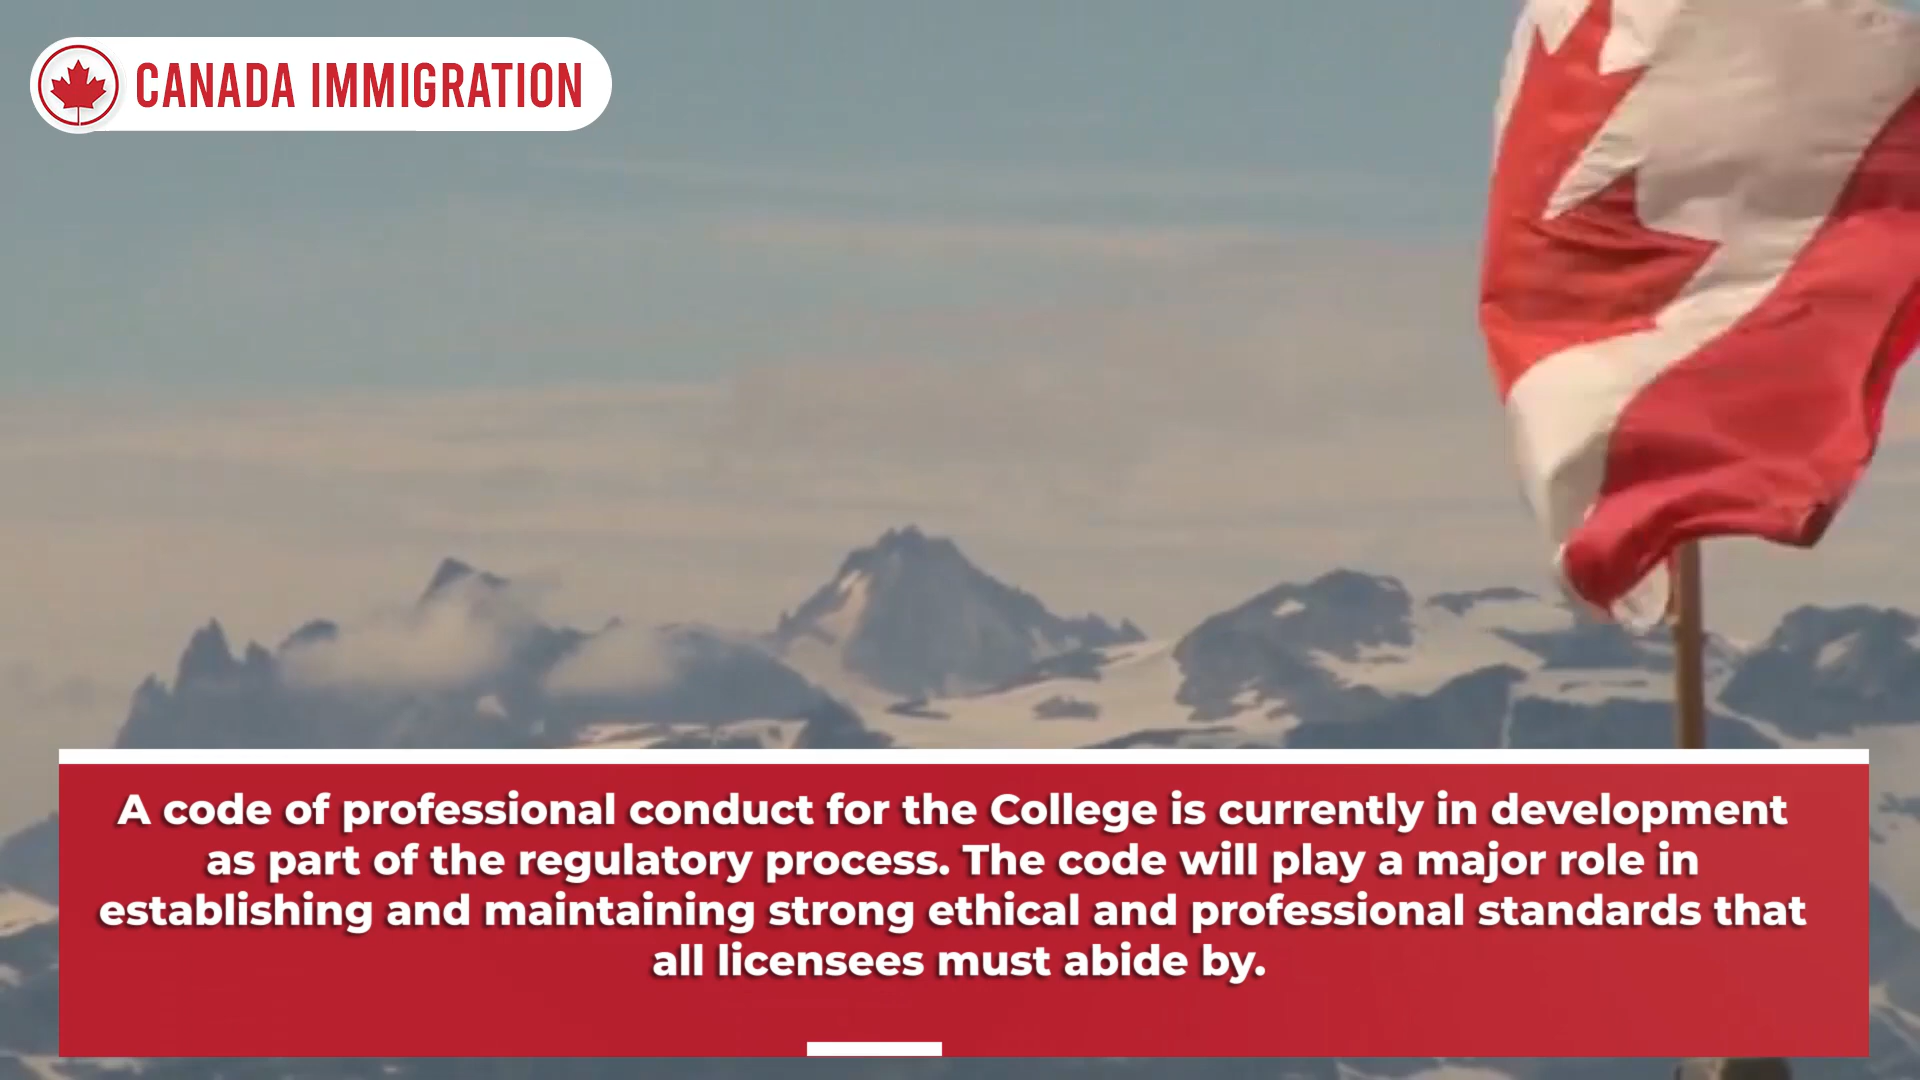 CANADA IMMIGRATION
A code of professional conduct for the College is currently in development
as part of the regulatory process. The code will play a major role in
establishing and maintaining strong ethical and professional standards that
all licensees must abide by.